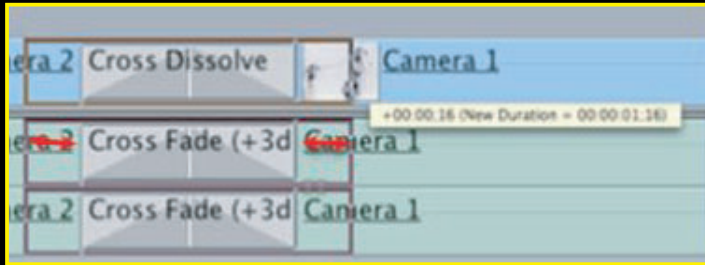 era 2 Cross Dissolve Camera 1
+00:00;16 (New Duration = 00:00:01;16)
era 2 Cross Fade (+3d Camera 1
era 2 Cross Fade (+3d Camera 1